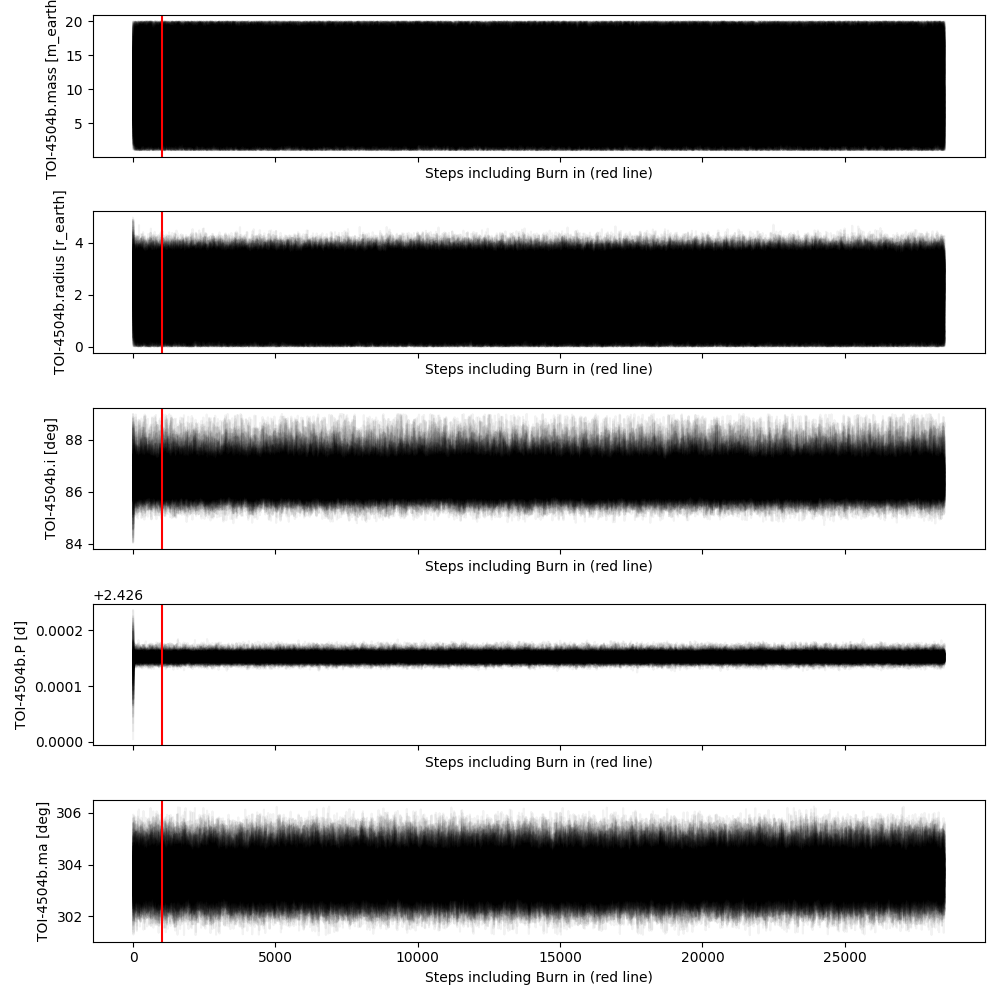 TOI-4504b.mass [m_earth
20
15
10
5
Steps including Burn in (red line)
TOI-4504b.radius [r_earth]
4
2
0
Steps including Burn in (red line)
TOI-4504b.i [deg]
88
86
84
Steps including Burn in (red line)
+2.426
TOI-4504b.P [d]
0.0002
0.0001
0.0000
Steps including Burn in (red line)
TOI-4504b.ma [deg]
306
304
302
0 5000 10000 15000 20000 25000
Steps including Burn in (red line)